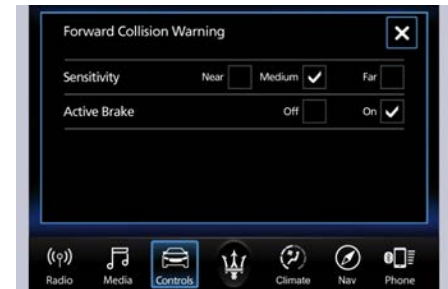 Forward Collision Warning
Sensitivity Near Medium Far
Active Brake Off On
Radio Media Controls Climate Nav Phone